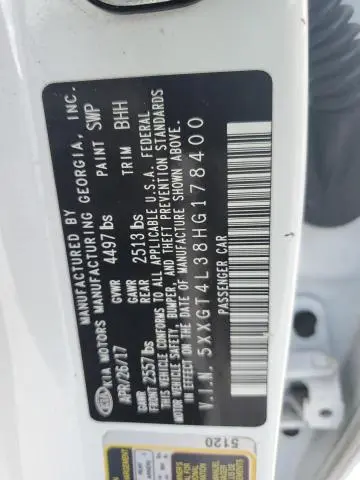 MANUFACTURED BY
KIA KIA MOTORS MANUFACTURING GEORGIA, INC.
APR/26/17 GVWR 4497lbs PAINT SWP
GAWR FRONT 2557lbs GAWR REAR 2513lbs TRIM BHH
THIS VEHICLE CONFORMS TO ALL APPLICABLE U.S.A. FEDERAL
MOTOR VEHICLE SAFETY, BUMPER, AND THEFT PREVENTION STANDARDS
IN EFFECT ON THE DATE OF MANUFACTURE SHOWN ABOVE.
V.I.N. 5XXGT4L38HG178400
PASSENGER CAR
5120